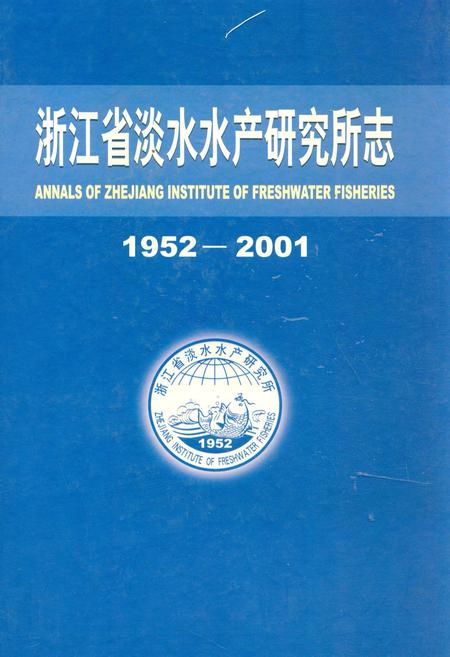 浙江省淡水水产研究所志
ANNALS OF ZHEJIANG INSTITUTE OF FRESHWATER FISHERIES
1952—2001
浙江省淡水水产研究所
1952
ZHEJIANG INSTITUTE OF FRESHWATER FISHERIES